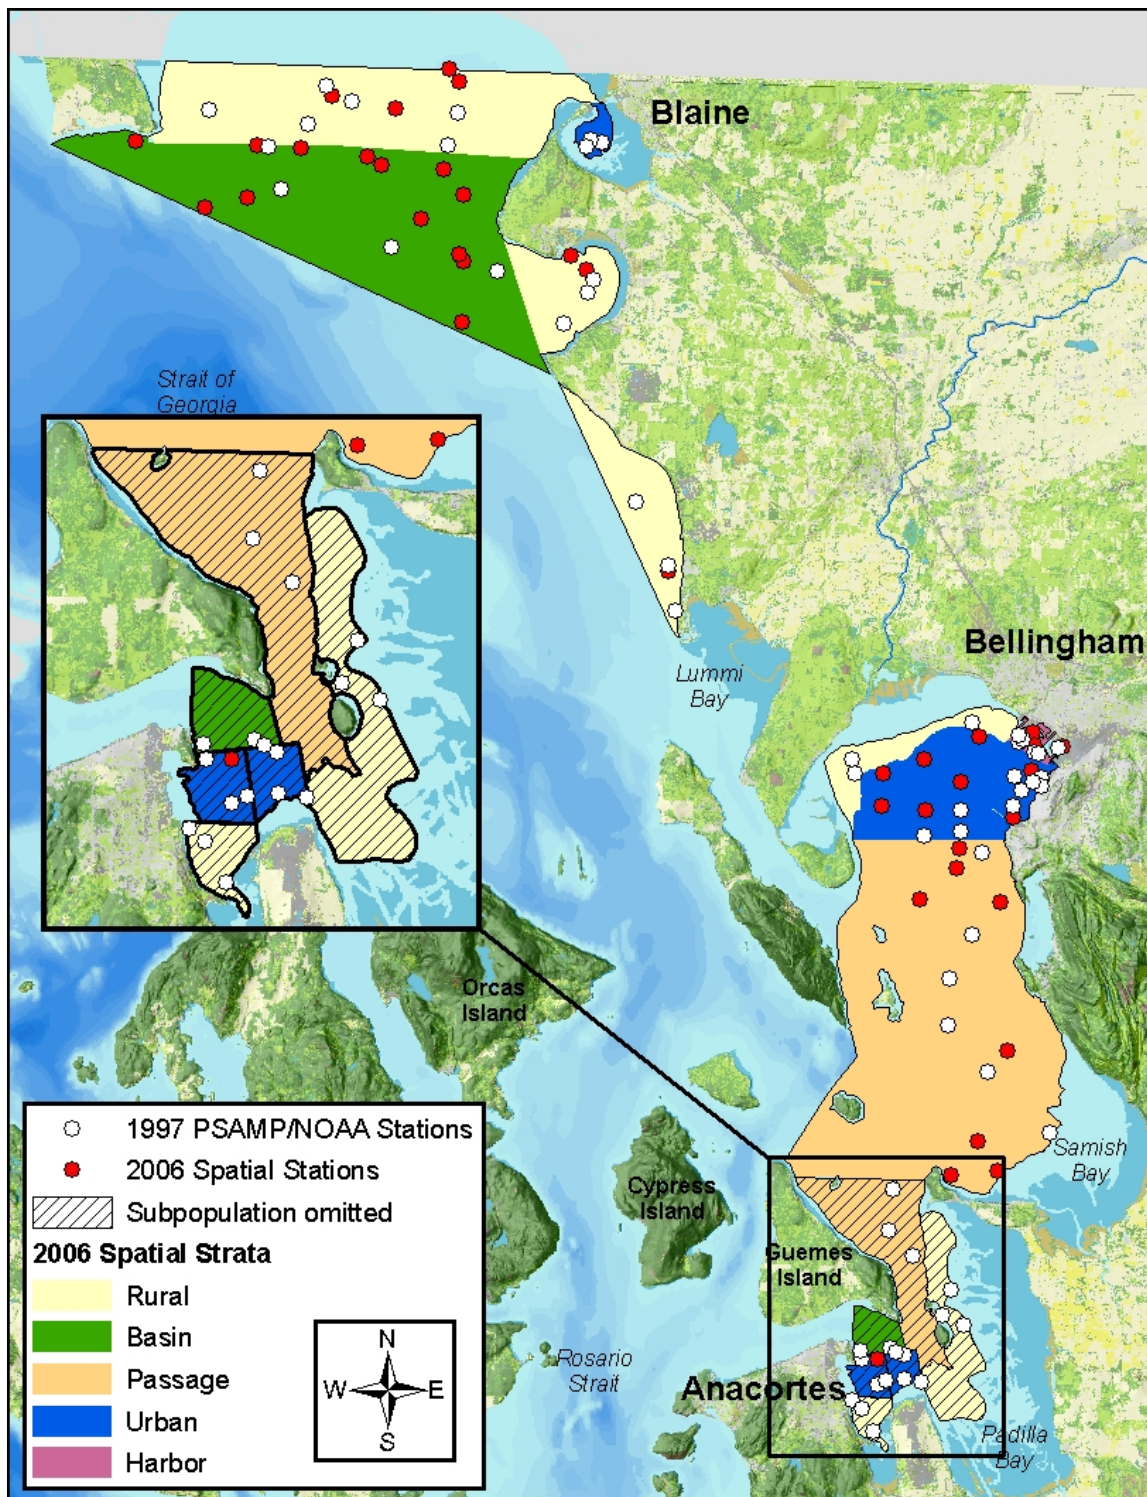 Blaine
Strait of
Georgia
Bellingham
Lummi
Bay
Orcas
Island
Samish
Bay
Cypress
Island
Guemes
Island
Rosario
Strait
Anacortes
Padilla
Bay
1997 PSAMP/NOAA Stations
2006 Spatial Stations
Subpopulation omitted
2006 Spatial Strata
Rural
Basin
Passage
Urban
Harbor
N
W E
S